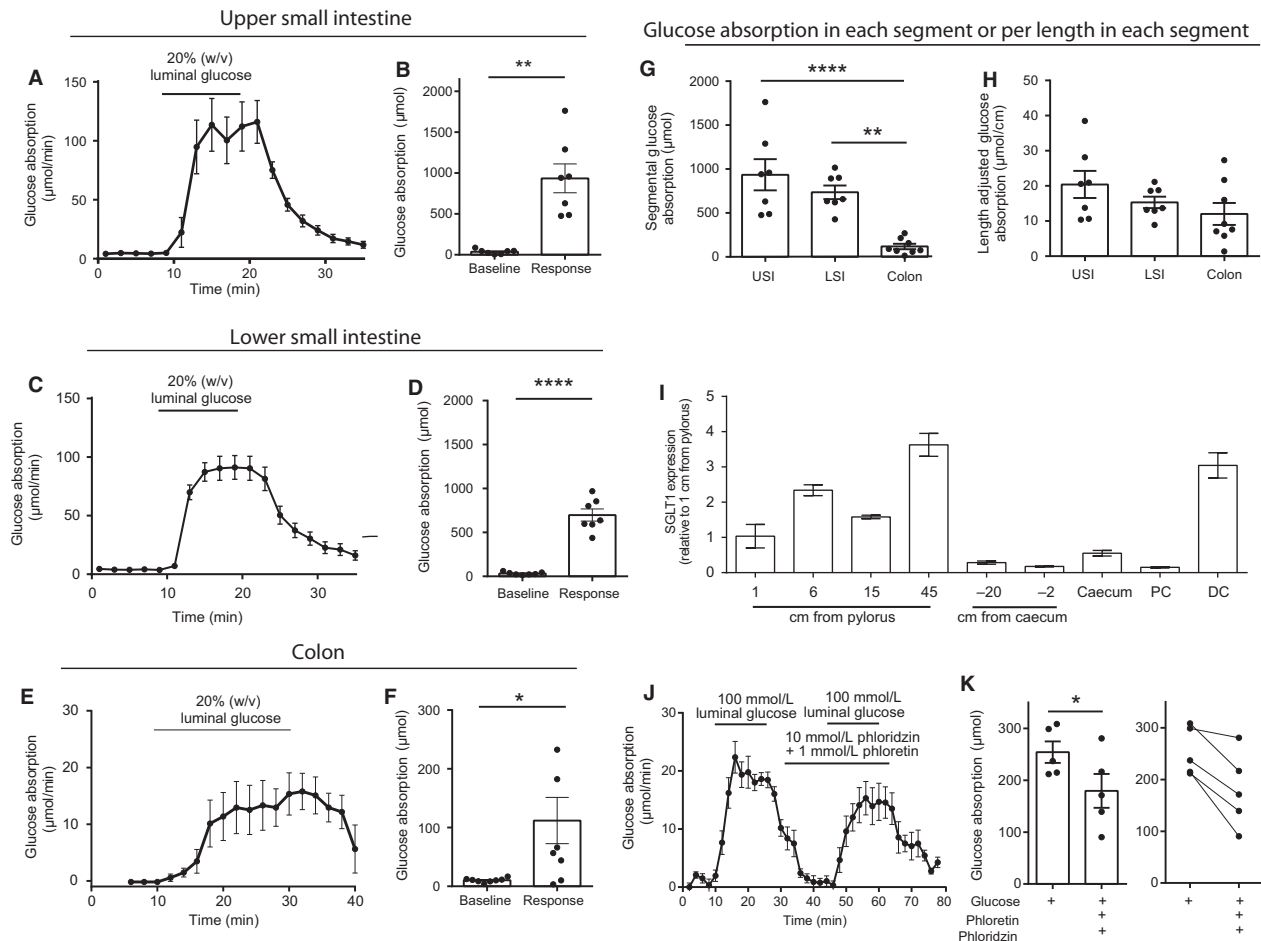 Upper small intestine
A
20% (w/v)
luminal glucose
Glucose absorption
(µmol/min)
150
100
50
0
0
10
20
30
Time (min)
B
**
Glucose absorption (µmol)
2000
1500
1000
500
0
Baseline
Response
Glucose absorption in each segment or per length in each segment
G
****
**
Segmental glucose
absorption (µmol)
2000
1500
1000
500
0
USI
LSI
Colon
H
Length adjusted glucose
absorption (µmol/cm)
50
40
30
20
10
0
USI
LSI
Colon
Lower small intestine
C
20% (w/v)
luminal glucose
Glucose absorption
(µmol/min)
150
100
50
0
0
10
20
30
Time (min)
D
****
Glucose absorption (µmol)
2000
1500
1000
500
0
Baseline
Response
I
SGLT1 expression
(relative to 1 cm from pylorus)
5
4
3
2
1
0
1
6
15
45
–20
–2
Caecum
PC
DC
cm from pylorus
cm from caecum
Colon
E
20% (w/v)
luminal glucose
Glucose absorption
(µmol/min)
30
20
10
0
0
10
20
30
40
Time (min)
F
*
Glucose absorption (µmol)
300
200
100
0
Baseline
Response
J
100 mmol/L
luminal glucose
100 mmol/L
luminal glucose
10 mmol/L phloridzin
+ 1 mmol/L phloretin
Glucose absorption
(µmol/min)
30
20
10
0
0
10
20
30
40
50
60
70
80
Time (min)
K
*
Glucose absorption (µmol)
300
200
100
0
300
200
100
0
Glucose + + + +
Phloretin + +
Phloridzin + +